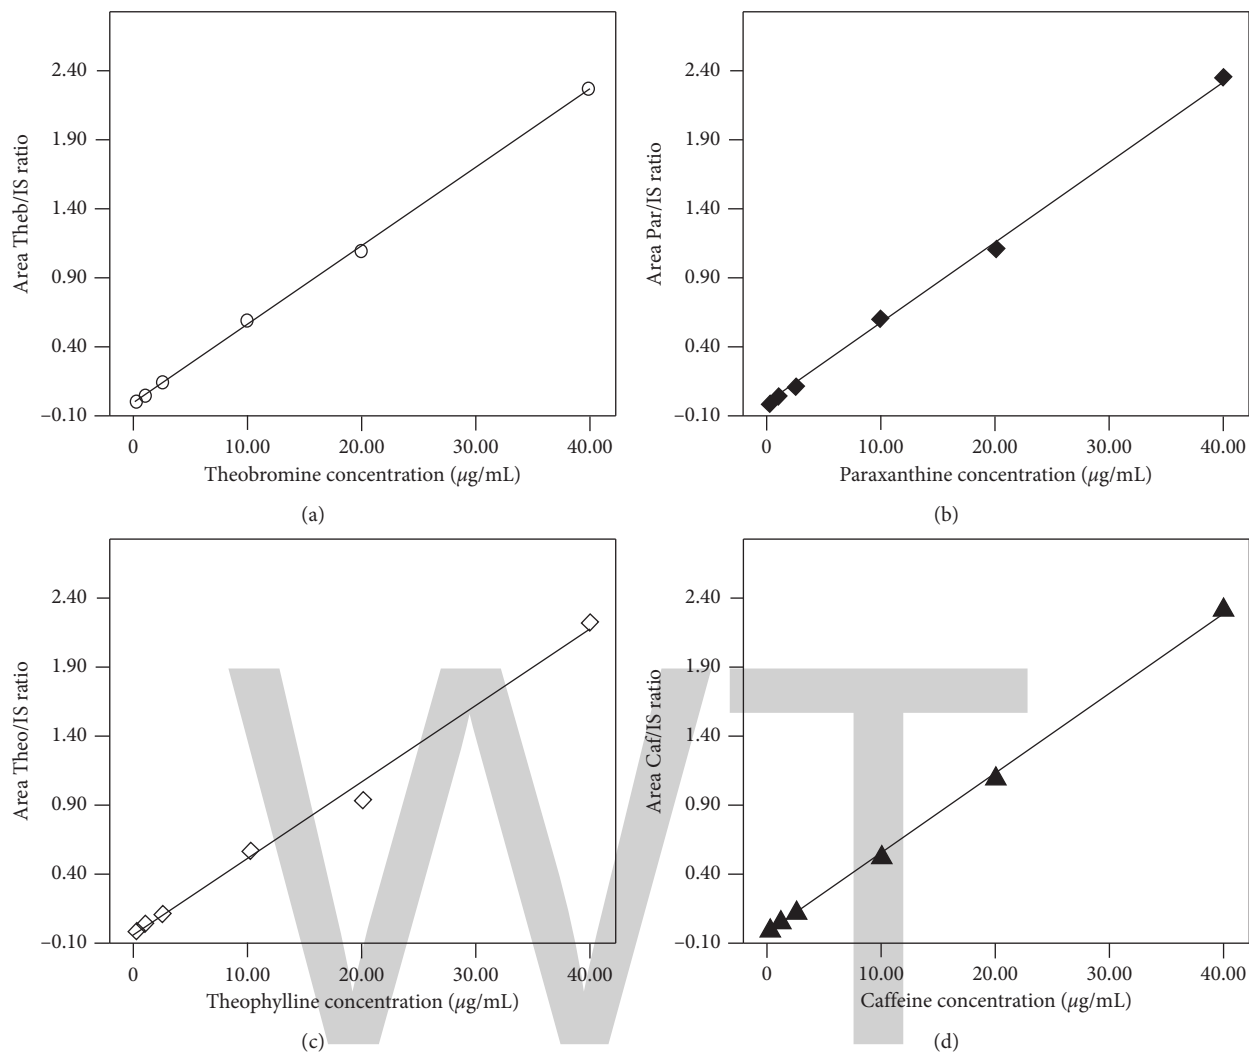 2.40
1.90
1.40
0.90
0.40
−0.10
Area Theb/IS ratio
0 10.00 20.00 30.00 40.00
Theobromine concentration (μg/mL)
(a)
2.40
1.90
1.40
0.90
0.40
−0.10
Area Par/IS ratio
0 10.00 20.00 30.00 40.00
Paraxanthine concentration (μg/mL)
(b)
2.40
1.90
1.40
0.90
0.40
−0.10
Area Theo/IS ratio
0 10.00 20.00 30.00 40.00
Theophylline concentration (μg/mL)
(c)
2.40
1.90
1.40
0.90
0.40
−0.10
Area Caf/IS ratio
0 10.00 20.00 30.00 40.00
Caffeine concentration (μg/mL)
(d)
WT